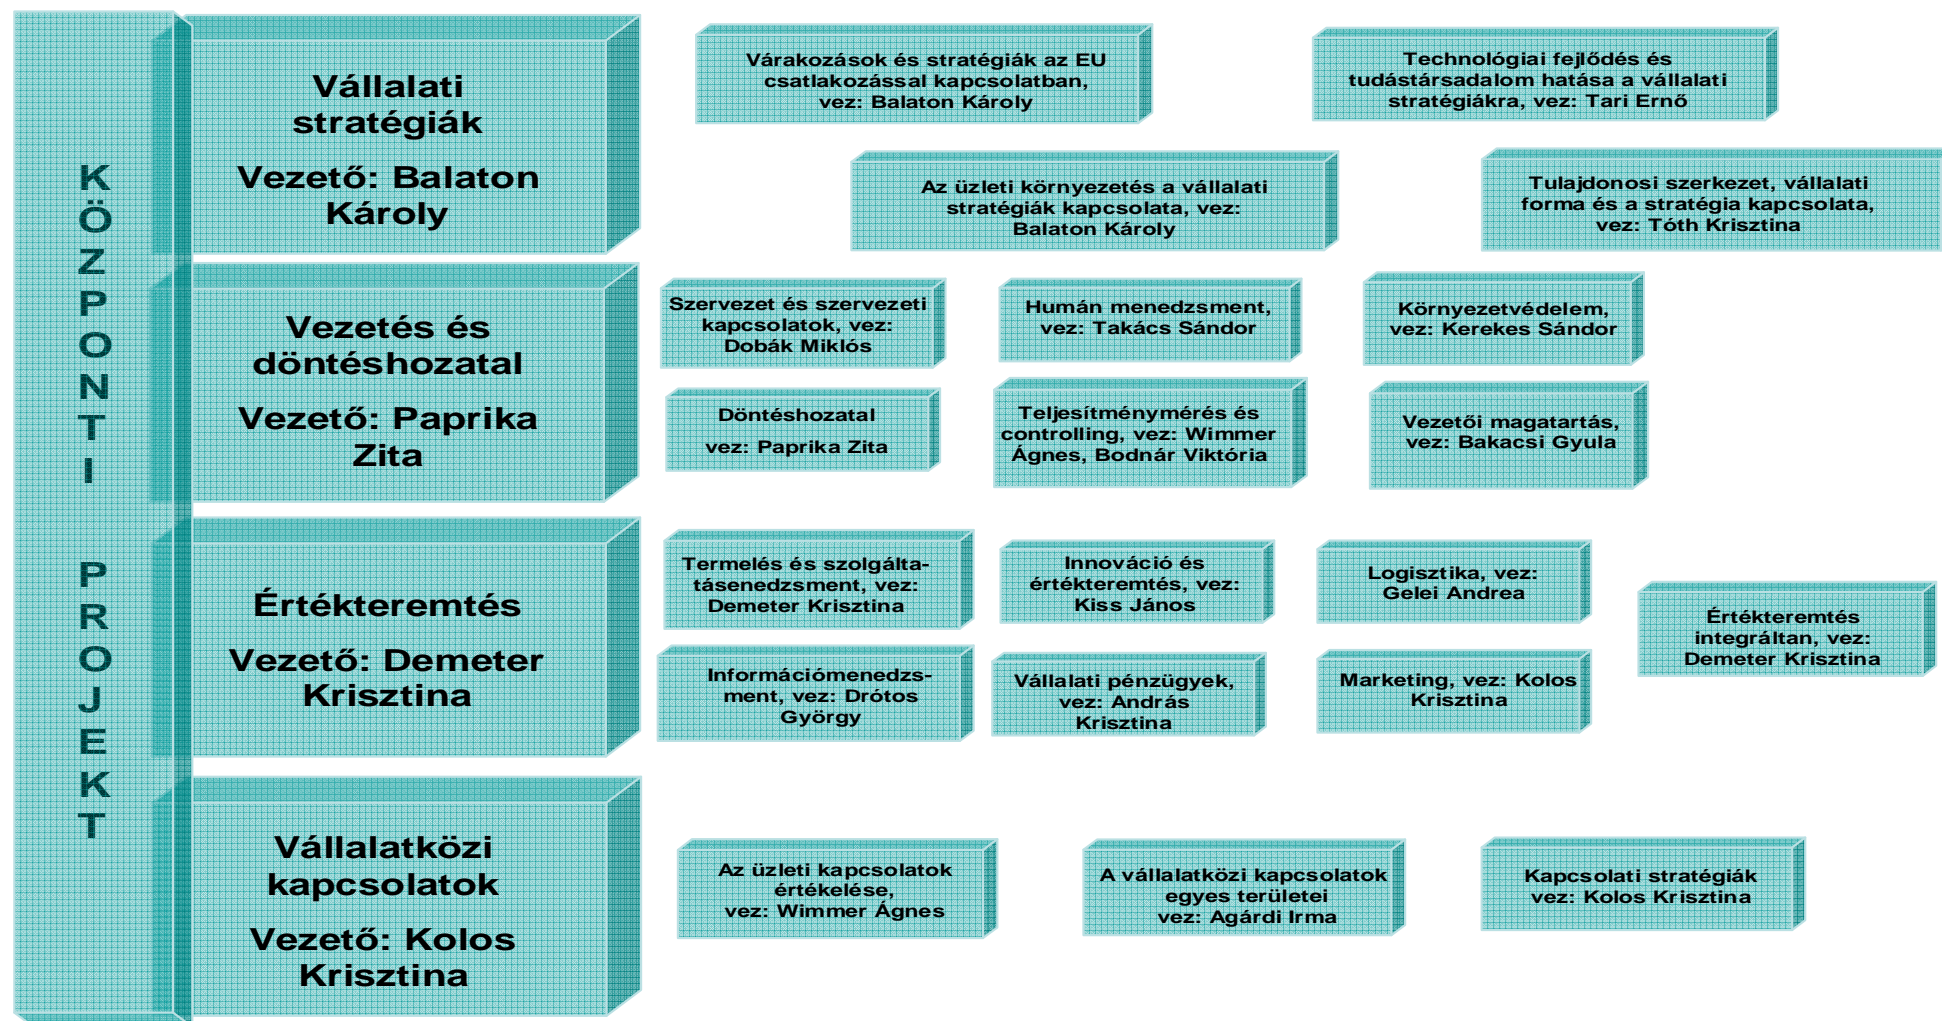 KÖZPONTI PROJEKT
Vállalati
stratégiák
Vezető: Balaton
Károly
Várakozások és stratégiák az EU
csatlakozással kapcsolatban,
vez: Balaton Károly
Technológiai fejlődés és
tudástársadalom hatása a vállalati
stratégiákra, vez: Tari Ernő
Az üzleti környezetés a vállalati
stratégiák kapcsolata, vez:
Balaton Károly
Tulajdonosi szerkezet, vállalati
forma és a stratégia kapcsolata,
vez: Tóth Krisztina
Vezetés és
döntéshozatal
Vezető: Paprika
Zita
Szervezet és szervezeti
kapcsolatok, vez:
Dobák Miklós
Humán menedzsment,
vez: Takács Sándor
Környezetvédelem,
vez: Kerekes Sándor
Döntéshozatal
vez: Paprika Zita
Teljesítménymérés és
controlling, vez: Wimmer
Ágnes, Bodnár Viktória
Vezetői magatartás,
vez: Bakacsi Gyula
Értékteremtés
Vezető: Demeter
Krisztina
Termelés és szolgálta-
tásenedzsment, vez:
Demeter Krisztina
Innováció és
értékteremtés, vez:
Kiss János
Logisztika, vez:
Gelei Andrea
Értékteremtés
integráltan, vez:
Demeter Krisztina
Információmenedzs-
ment, vez: Drótos
György
Vállalati pénzügyek,
vez: András
Krisztina
Marketing, vez: Kolos
Krisztina
Vállalatközi
kapcsolatok
Vezető: Kolos
Krisztina
Az üzleti kapcsolatok
értékelése,
vez: Wimmer Ágnes
A vállalatközi kapcsolatok
egyes területei
vez: Agárdi Irma
Kapcsolati stratégiák
vez: Kolos Krisztina